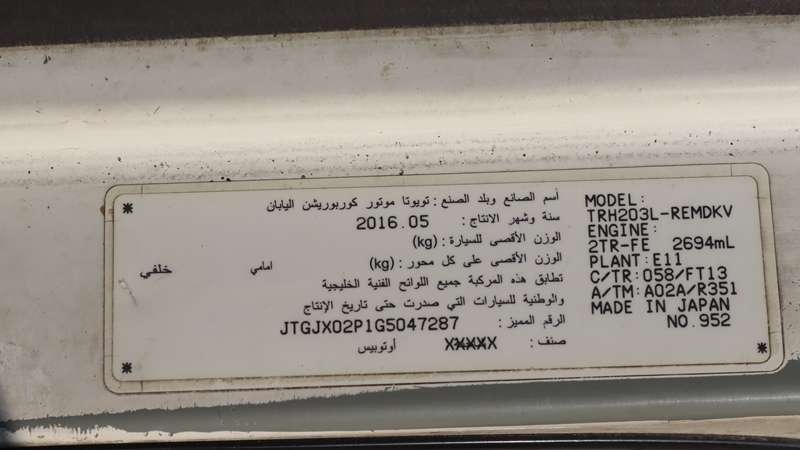 أسم الصانع وبلد الصنع : تويوتا موتور كوربوريشن اليابان
سنة وشهر الانتاج : 2016.05
الوزن الأقصى للسيارة : (kg)
الوزن الأقصى على كل محور : (kg) امامي خلفي
تطابق هذه المركبة جميع اللوائح الفنية الخليجية
والوطنية للسيارات التي صدرت حتى تاريخ الإنتاج
الرقم المميز : JTGJX02P1G5047287
صنف : XXXXX أوتوبيس
MODEL:
TRH203L-REMDKV
ENGINE:
2TR-FE 2694mL
PLANT: E11
C/TR: 058/FT13
A/TM: A02A/R351
MADE IN JAPAN
NO. 952